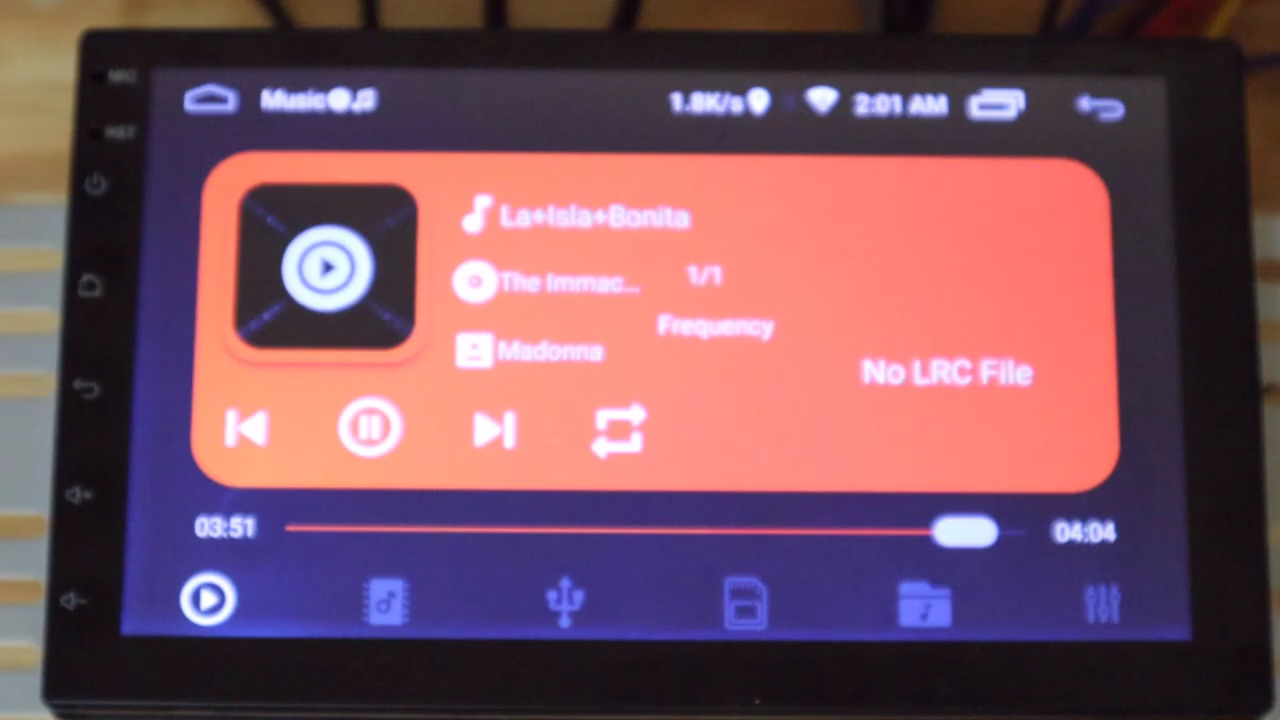 MIC
Music
1.8K/s
2:01 AM
RST
La+Isla+Bonita
The Immac...
1/1
Frequency
Madonna
No LRC File
03:51
04:04